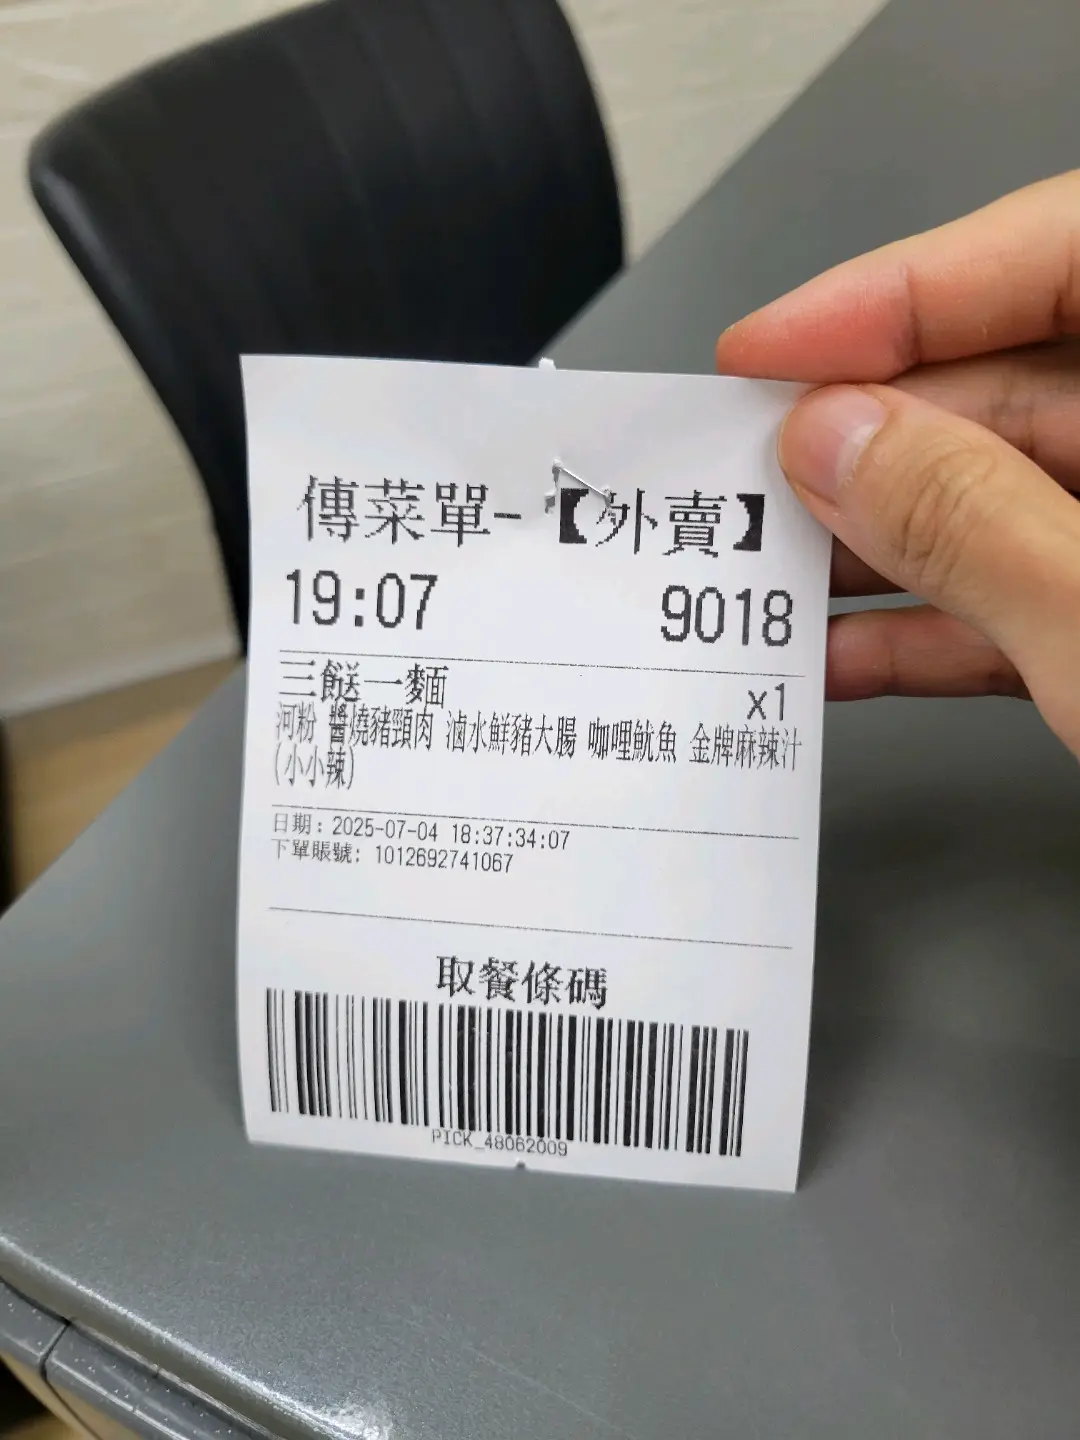 傳菜單-【外賣】
19:07 9018
三餸一麵 x1
河粉 醬燒豬頸肉 滷水鮮豬大腸 咖哩魷魚 金牌麻辣汁
(小小辣)
日期: 2025-07-04 18:37:34:07
下單賬號: 1012692741067
取餐條碼
PICK_48062009